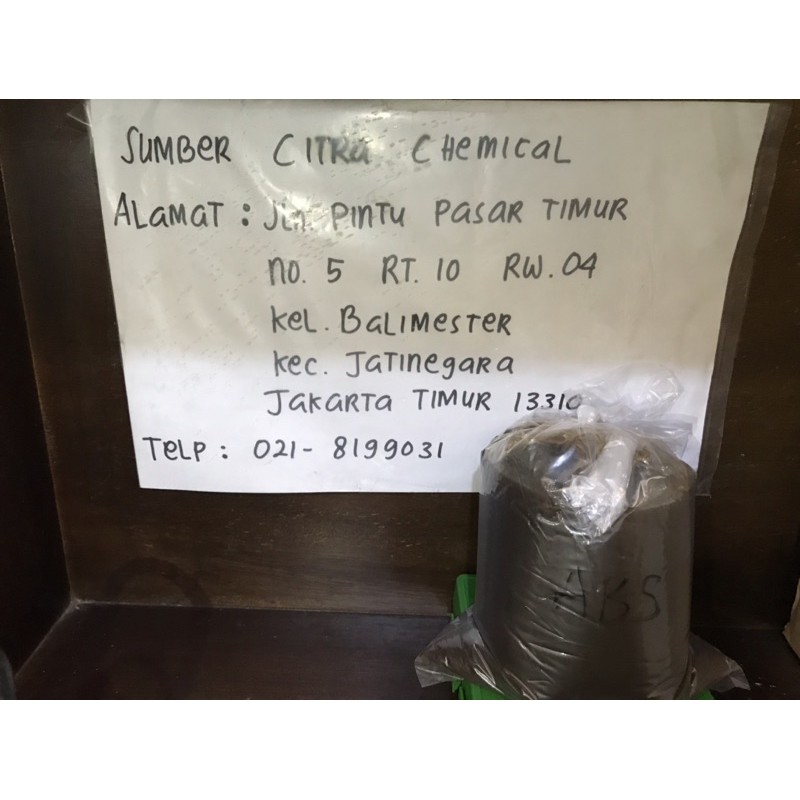 SUMBER CITRA CHEMICAL
ALAMAT : Jln. PINTU PASAR TIMUR
NO. 5 RT. 10 RW. 04
KEL. BALIMESTER
KEC. JATINEGARA
JAKARTA TIMUR 13310
TELP : 021- 8199031
ABS